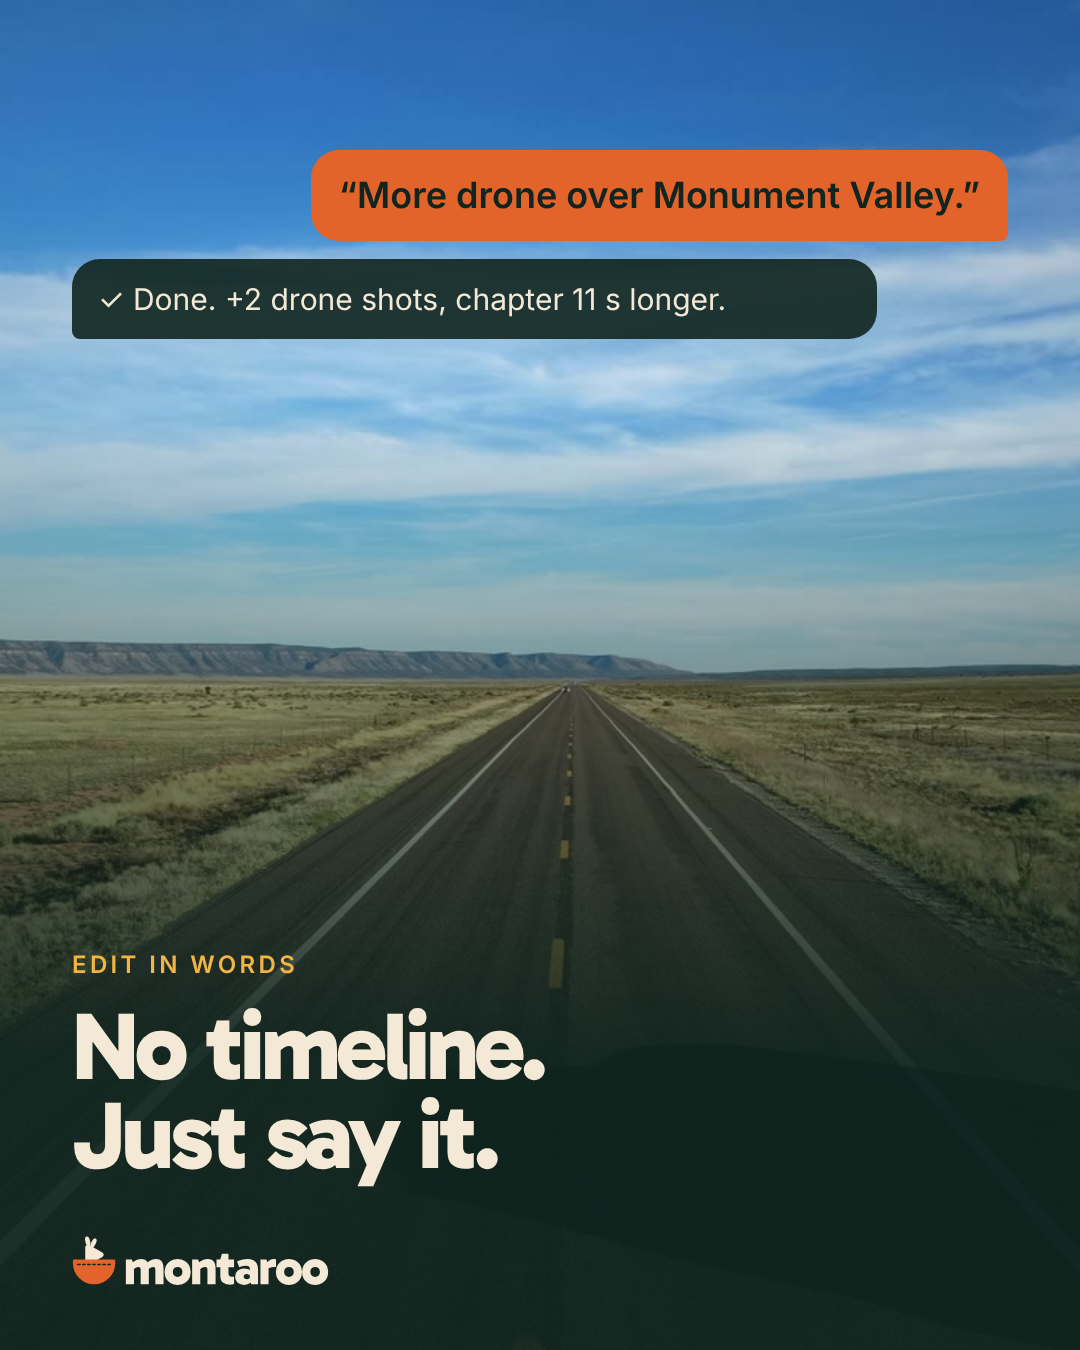 “More drone over Monument Valley.”
✓ Done. +2 drone shots, chapter 11 s longer.
EDIT IN WORDS
No timeline.
Just say it.
montaroo